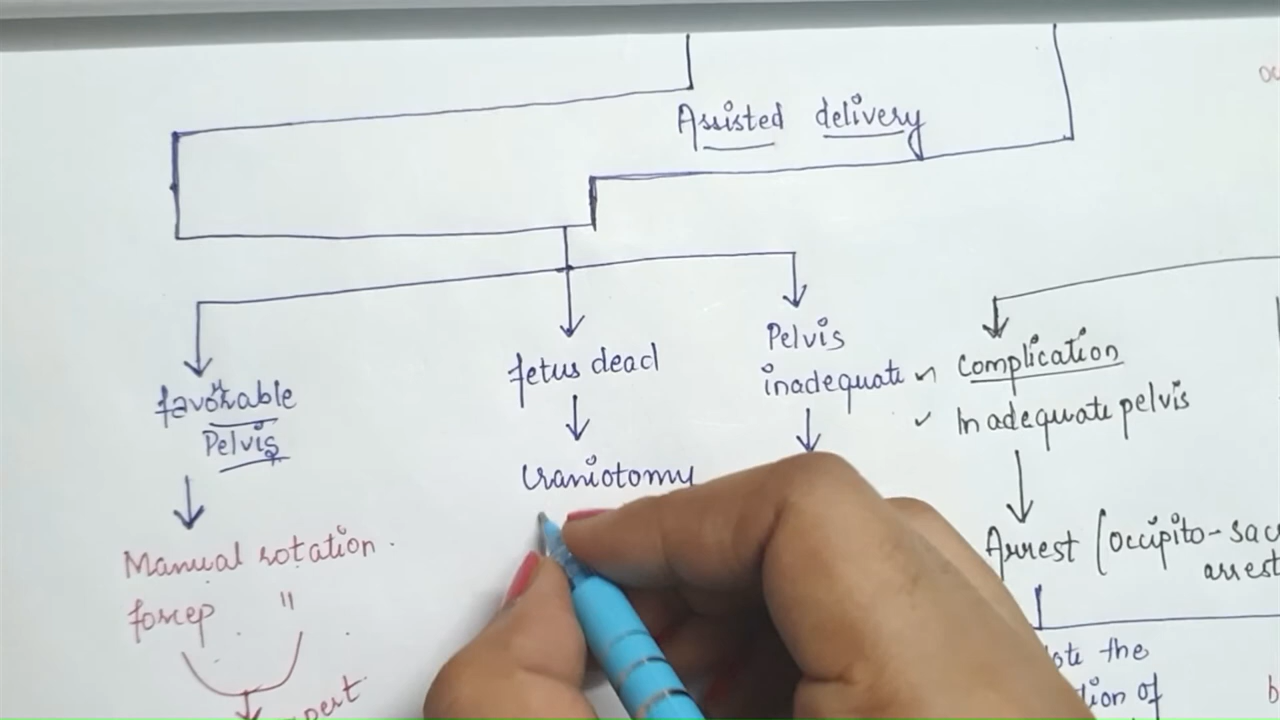 Assisted delivery
favorable
Pelvis
Manual rotation
forcep "
fetus dead
Craniotomy
Pelvis
inadequate
Complication
Inadequate pelvis
Arrest (occipito-sac
arrest
the
of